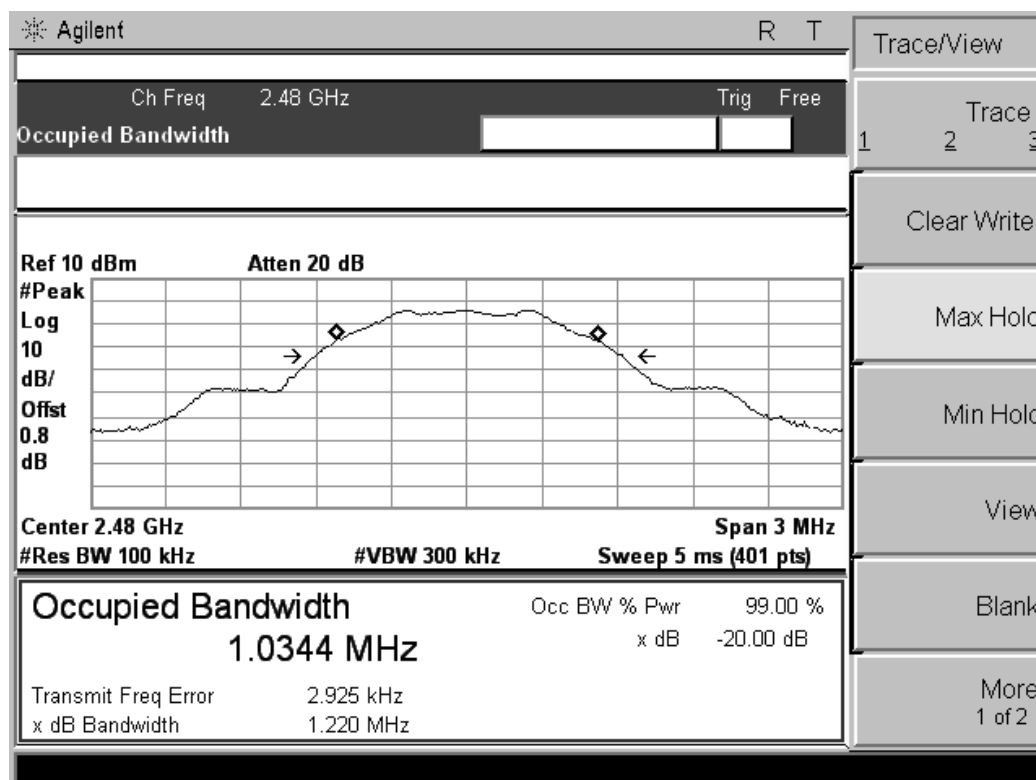 Agilent R T
Trace/View
Ch Freq 2.48 GHz Trig Free
Occupied Bandwidth
Trace
1 2 3
Clear Write
Max Hold
Min Hold
View
Blank
More
1 of 2
Ref 10 dBm Atten 20 dB
#Peak
Log
10
dB/
Offst
0.8
dB
Center 2.48 GHz Span 3 MHz
#Res BW 100 kHz #VBW 300 kHz Sweep 5 ms (401 pts)
Occupied Bandwidth
1.0344 MHz
Occ BW % Pwr 99.00 %
x dB -20.00 dB
Transmit Freq Error 2.925 kHz
x dB Bandwidth 1.220 MHz